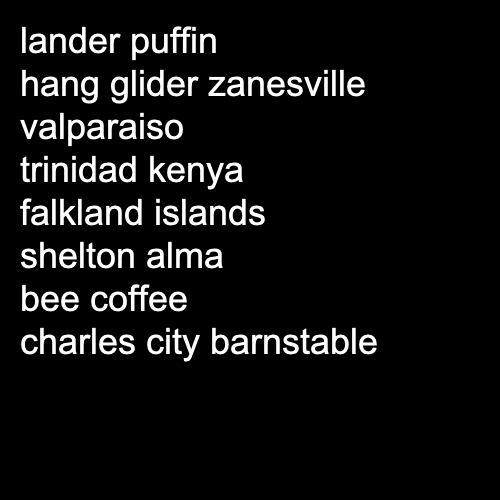 lander puffin
hang glider zanesville
valparaiso
trinidad kenya
falkland islands
shelton alma
bee coffee
charles city barnstable